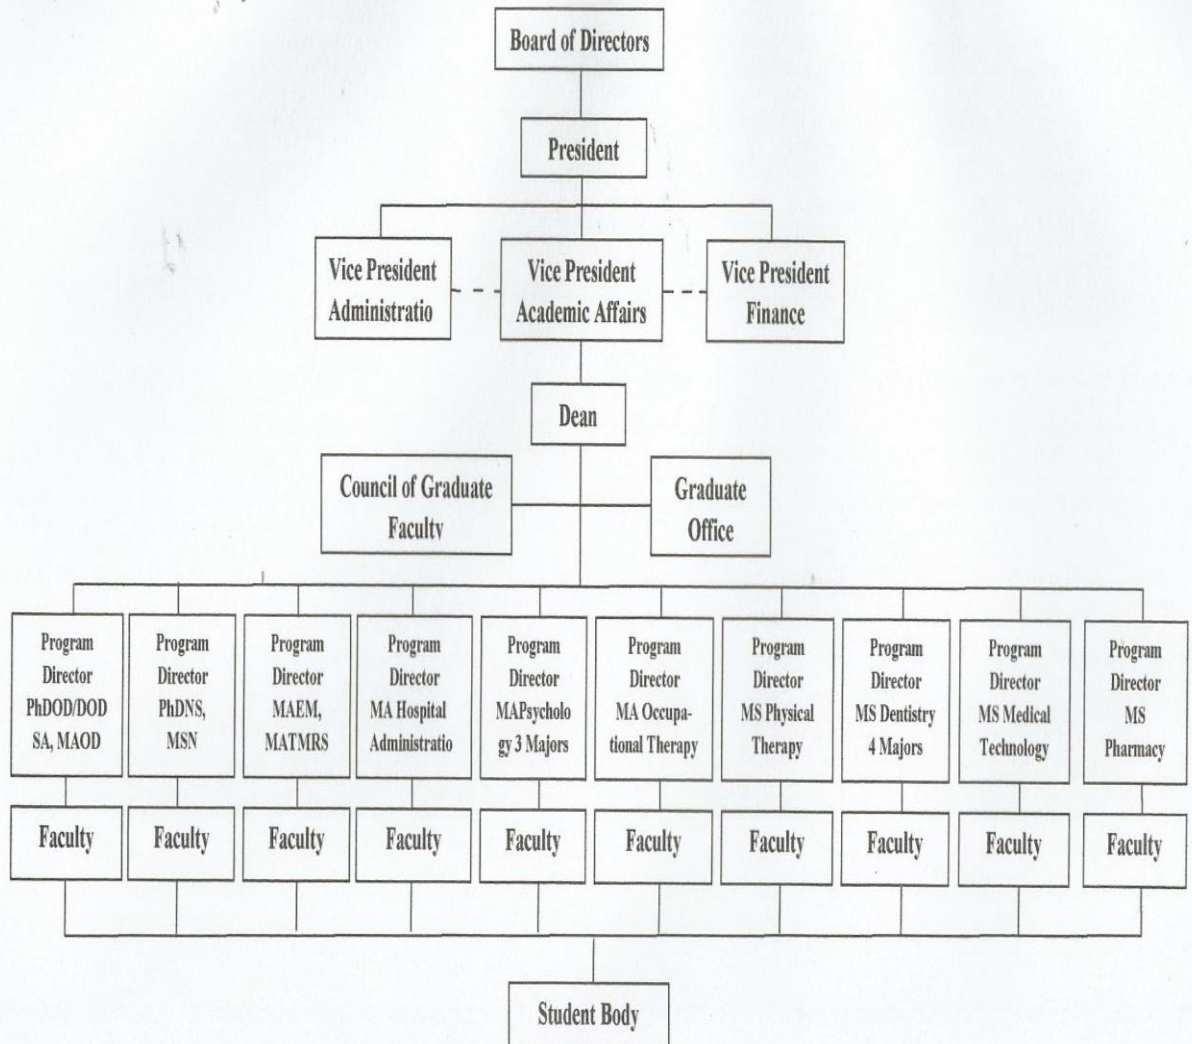 Board of Directors
President
Vice President
Administratio
Vice President
Academic Affairs
Vice President
Finance
Dean
Council of Graduate
Faculty
Graduate
Office
Program
Director
PhDOD/DOD
SA, MAOD
Program
Director
PhDNS,
MSN
Program
Director
MAEM,
MATMRS
Program
Director
MA Hospital
Administratio
Program
Director
MAPsycholo
gy 3 Majors
Program
Director
MA Occupa-
tional Therapy
Program
Director
MS Physical
Therapy
Program
Director
MS Dentistry
4 Majors
Program
Director
MS Medical
Technology
Program
Director
MS
Pharmacy
Faculty
Faculty
Faculty
Faculty
Faculty
Faculty
Faculty
Faculty
Faculty
Faculty
Student Body